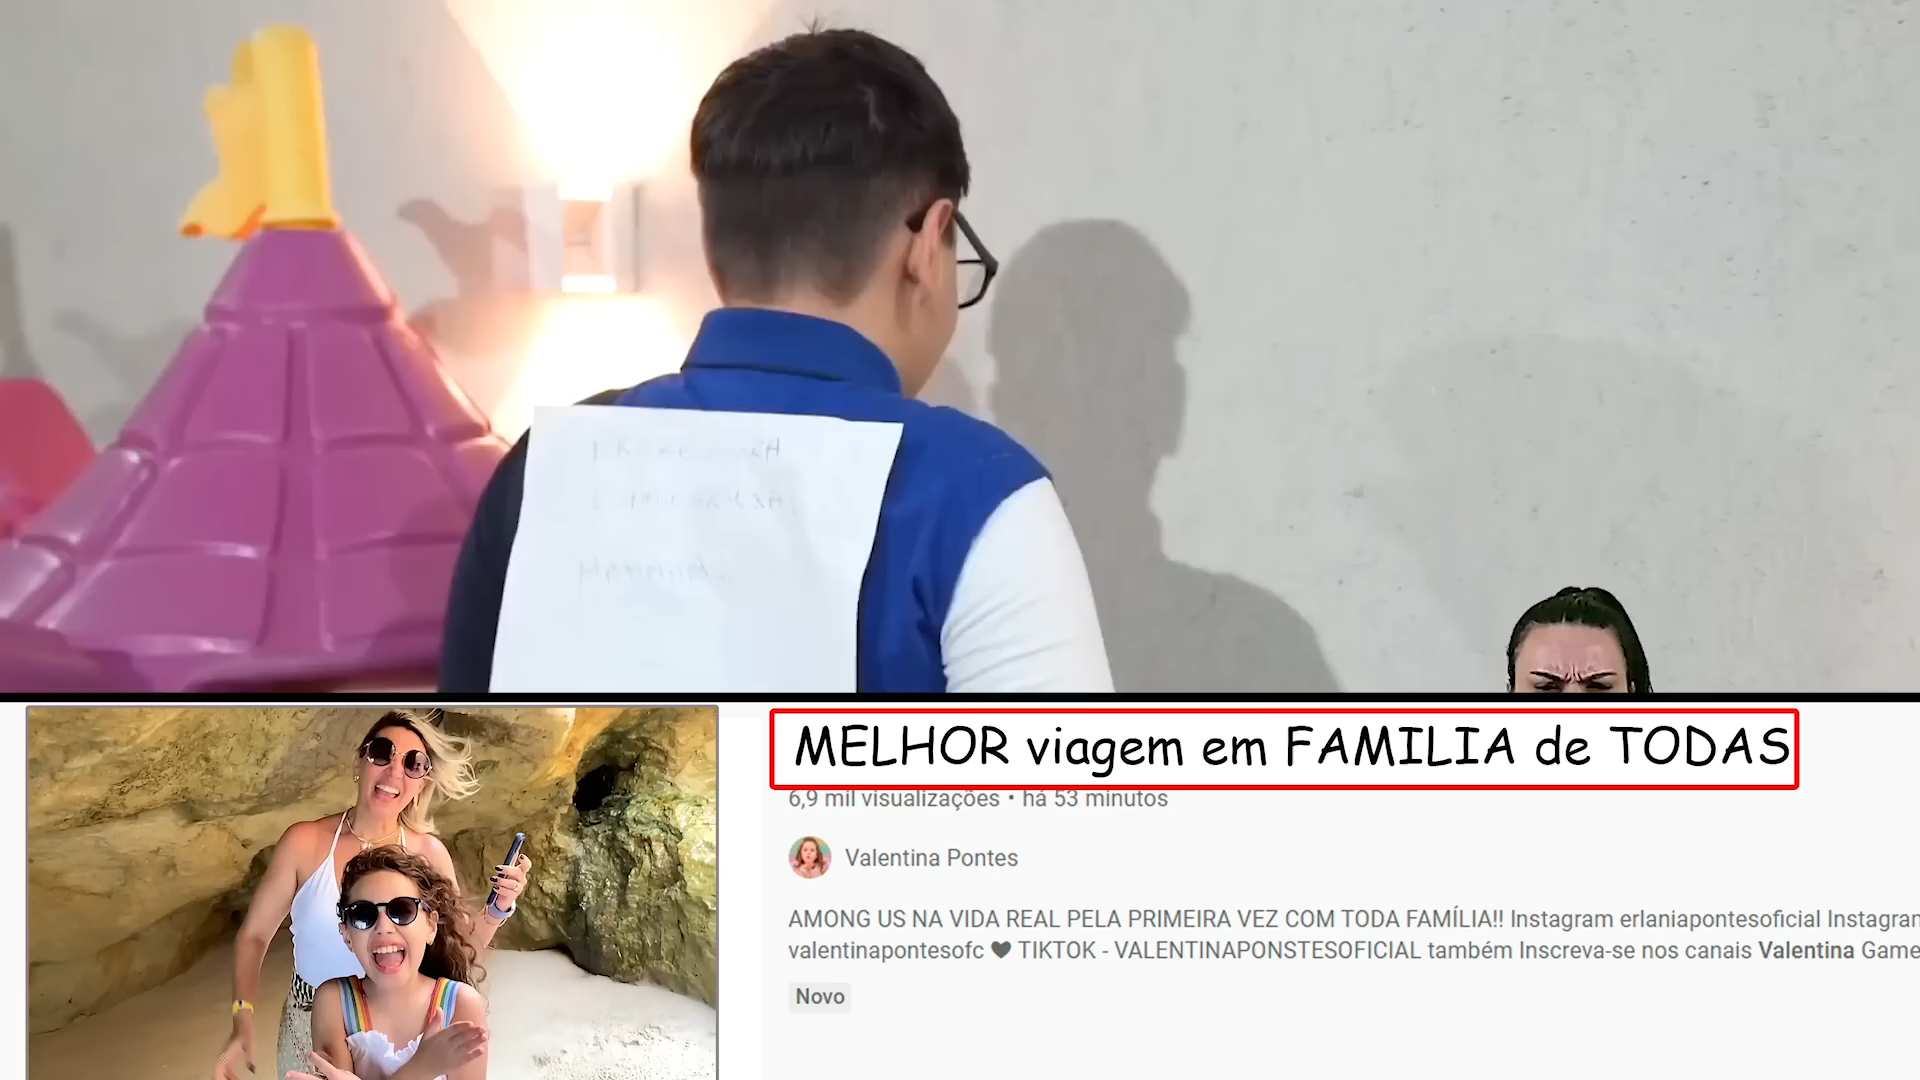 MELHOR viagem em FAMILIA de TODAS
6,9 mil visualizações • há 53 minutos
Valentina Pontes
AMONG US NA VIDA REAL PELA PRIMEIRA VEZ COM TODA FAMÍLIA!! Instagram erlaniapontesoficial Instagran
valentinapontesofc ♥ TIKTOK - VALENTINAPONSTESOFICIAL também Inscreva-se nos canais Valentina Game
Novo